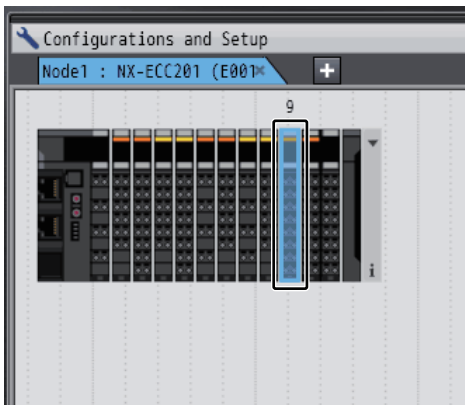 Configurations and Setup
Node1 : NX-ECC201 (E001
9
i